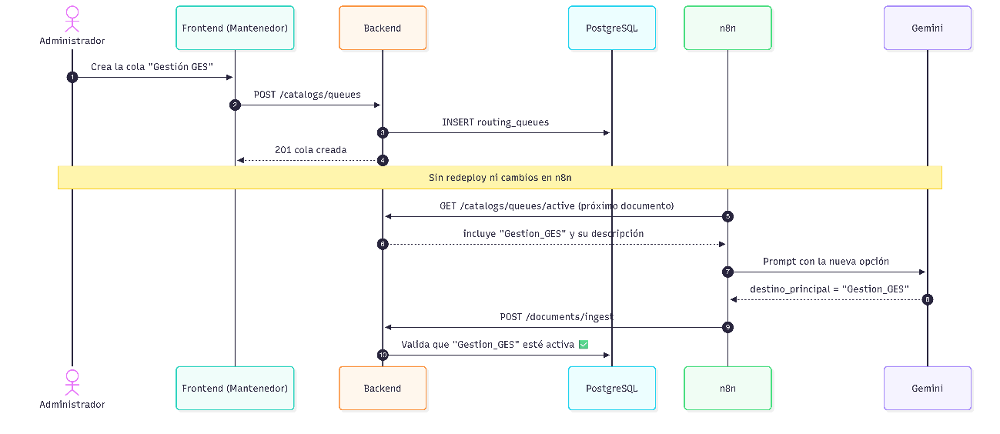 Administrador
Frontend (Mantenedor)
Backend
PostgreSQL
n8n
Gemini
1
Crea la cola "Gestión GES"
2
POST /catalogs/queues
3
INSERT routing_queues
4
201 cola creada
Sin redeploy ni cambios en n8n
5
GET /catalogs/queues/active (próximo documento)
6
incluye "Gestion_GES" y su descripción
7
Prompt con la nueva opción
8
destino_principal = "Gestion_GES"
9
POST /documents/ingest
10
Valida que "Gestion_GES" esté activa ✅
Administrador
Frontend (Mantenedor)
Backend
PostgreSQL
n8n
Gemini